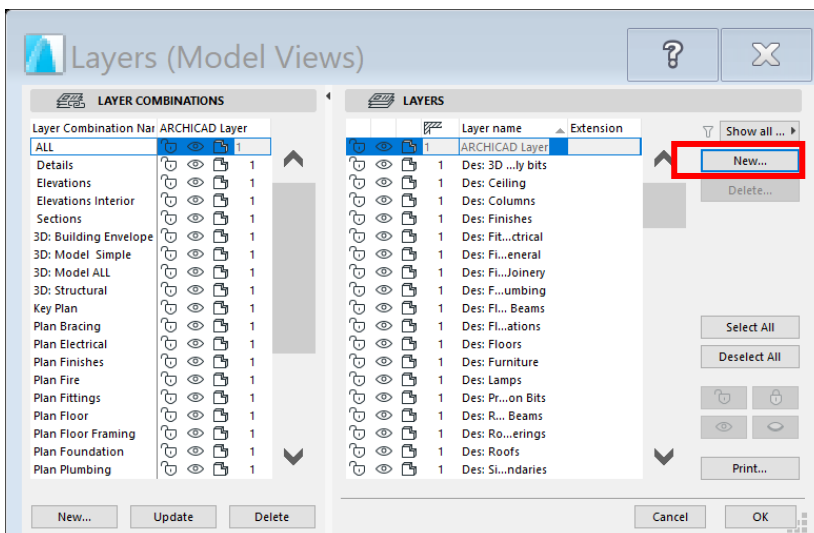 Layers (Model Views)
?
LAYER COMBINATIONS
Layer Combination Nar ARCHICAD Layer
ALL 1
Details 1
Elevations 1
Elevations Interior 1
Sections 1
3D: Building Envelope 1
3D: Model Simple 1
3D: Model ALL 1
3D: Structural 1
Key Plan 1
Plan Bracing 1
Plan Electrical 1
Plan Finishes 1
Plan Fire 1
Plan Fittings 1
Plan Floor 1
Plan Floor Framing 1
Plan Foundation 1
Plan Plumbing 1
New... Update Delete
LAYERS
Layer name Extension
1 ARCHICAD Layer
1 Des: 3D ...ly bits
1 Des: Ceiling
1 Des: Columns
1 Des: Finishes
1 Des: Fit...ctrical
1 Des: Fi...eneral
1 Des: Fi...Joinery
1 Des: F...umbing
1 Des: Fl... Beams
1 Des: Fl...ations
1 Des: Floors
1 Des: Furniture
1 Des: Lamps
1 Des: Pr...on Bits
1 Des: R... Beams
1 Des: Ro...erings
1 Des: Roofs
1 Des: Si...ndaries
Show all ...
New...
Delete...
Select All
Deselect All
Print...
Cancel OK